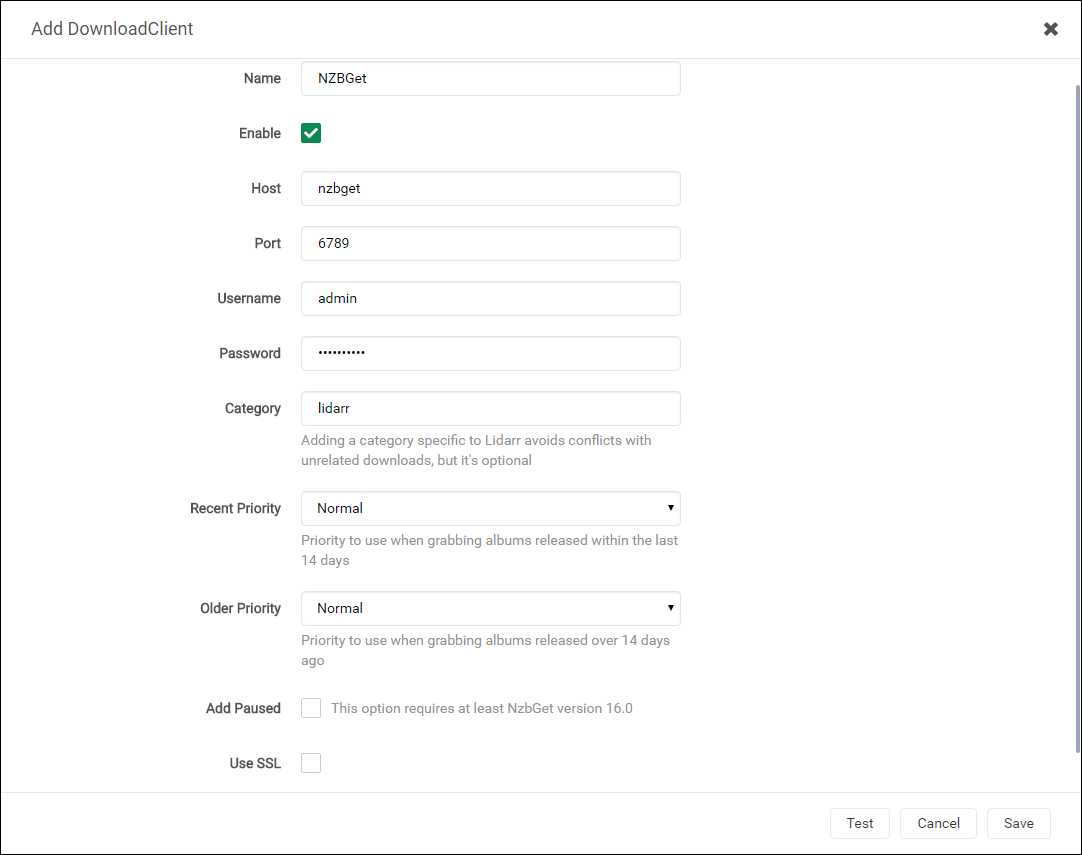 Add DownloadClient
Name
NZBGet
Enable
Host
nzbget
Port
6789
Username
admin
Password
••••••••••
Category
lidarr
Adding a category specific to Lidarr avoids conflicts with
unrelated downloads, but it's optional
Recent Priority
Normal
Priority to use when grabbing albums released within the last
14 days
Older Priority
Normal
Priority to use when grabbing albums released over 14 days
ago
Add Paused
This option requires at least NzbGet version 16.0
Use SSL
Test
Cancel
Save